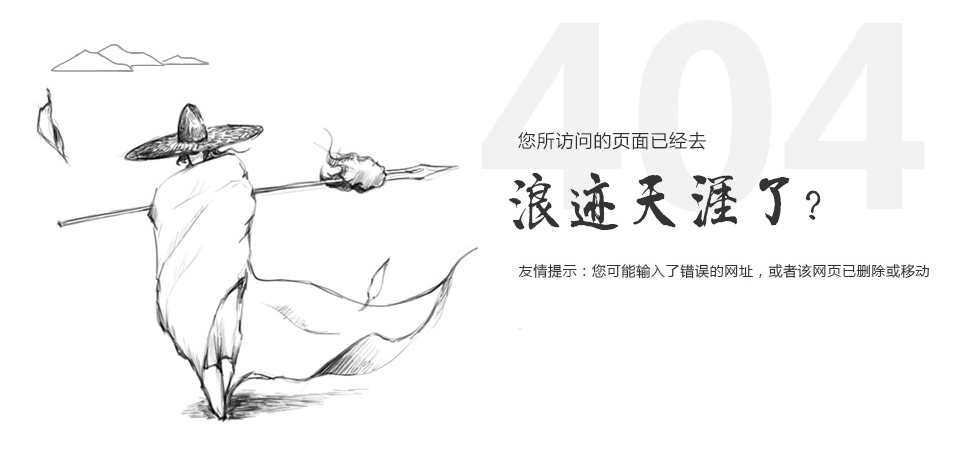 404
您所访问的页面已经去
浪迹天涯了?
友情提示：您可能输入了错误的网址，或者该网页已删除或移动